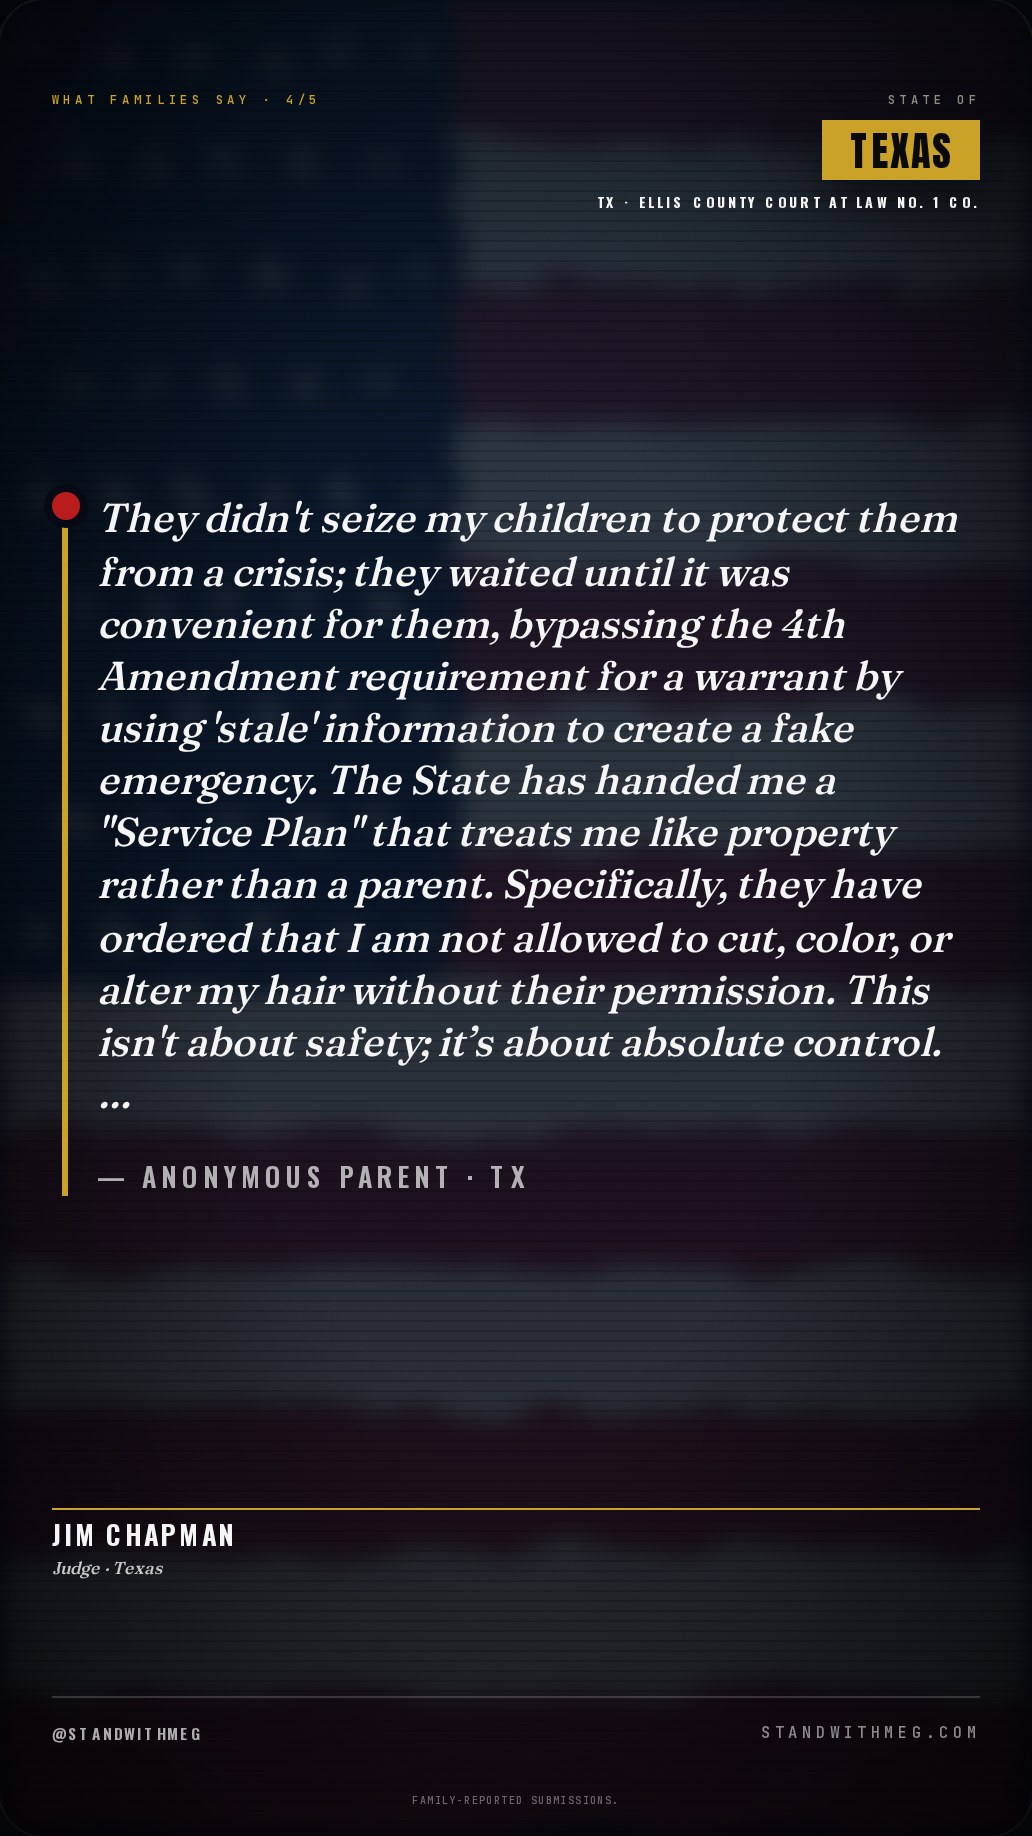 WHAT FAMILIES SAY · 4/5
STATE OF
TEXAS
TX · ELLIS COUNTY COURT AT LAW NO. 1 CO.
They didn't seize my children to protect them
from a crisis; they waited until it was
convenient for them, bypassing the 4th
Amendment requirement for a warrant by
using 'stale' information to create a fake
emergency. The State has handed me a
"Service Plan" that treats me like property
rather than a parent. Specifically, they have
ordered that I am not allowed to cut, color, or
alter my hair without their permission. This
isn't about safety; it’s about absolute control.
...
— ANONYMOUS PARENT · TX
JIM CHAPMAN
Judge · Texas
@STANDWITHMEG
STANDWITHMEG.COM
FAMILY-REPORTED SUBMISSIONS.